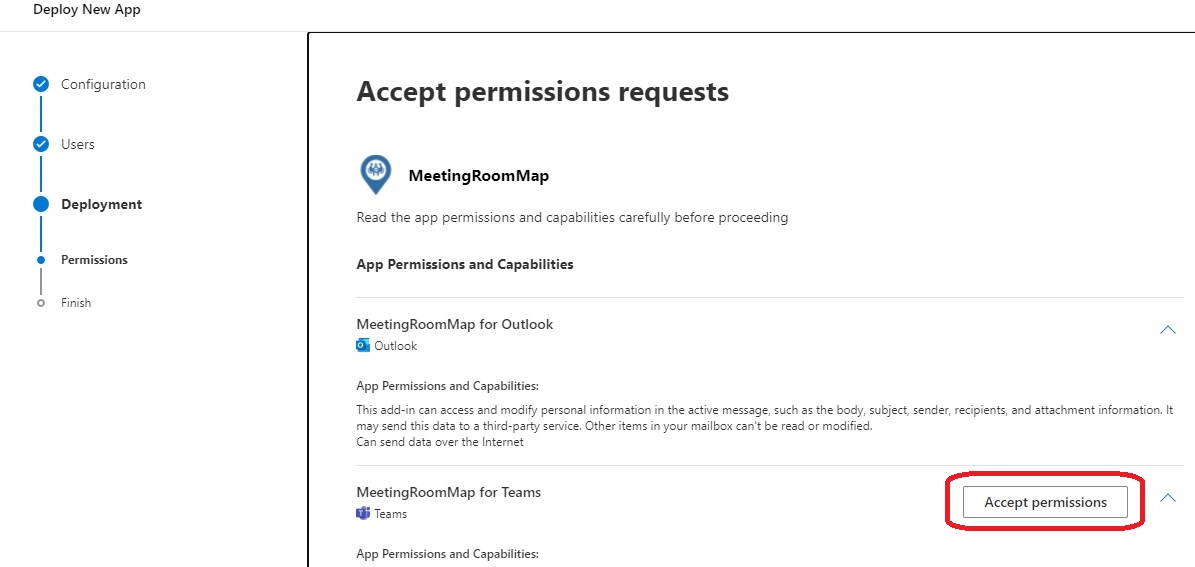 Deploy New App
Configuration
Users
Deployment
Permissions
Finish
Accept permissions requests
MeetingRoomMap
Read the app permissions and capabilities carefully before proceeding
App Permissions and Capabilities
MeetingRoomMap for Outlook
Outlook
App Permissions and Capabilities:
This add-in can access and modify personal information in the active message, such as the body, subject, sender, recipients, and attachment information. It
may send this data to a third-party service. Other items in your mailbox can't be read or modified.
Can send data over the Internet
MeetingRoomMap for Teams
Accept permissions
Teams
App Permissions and Capabilities: